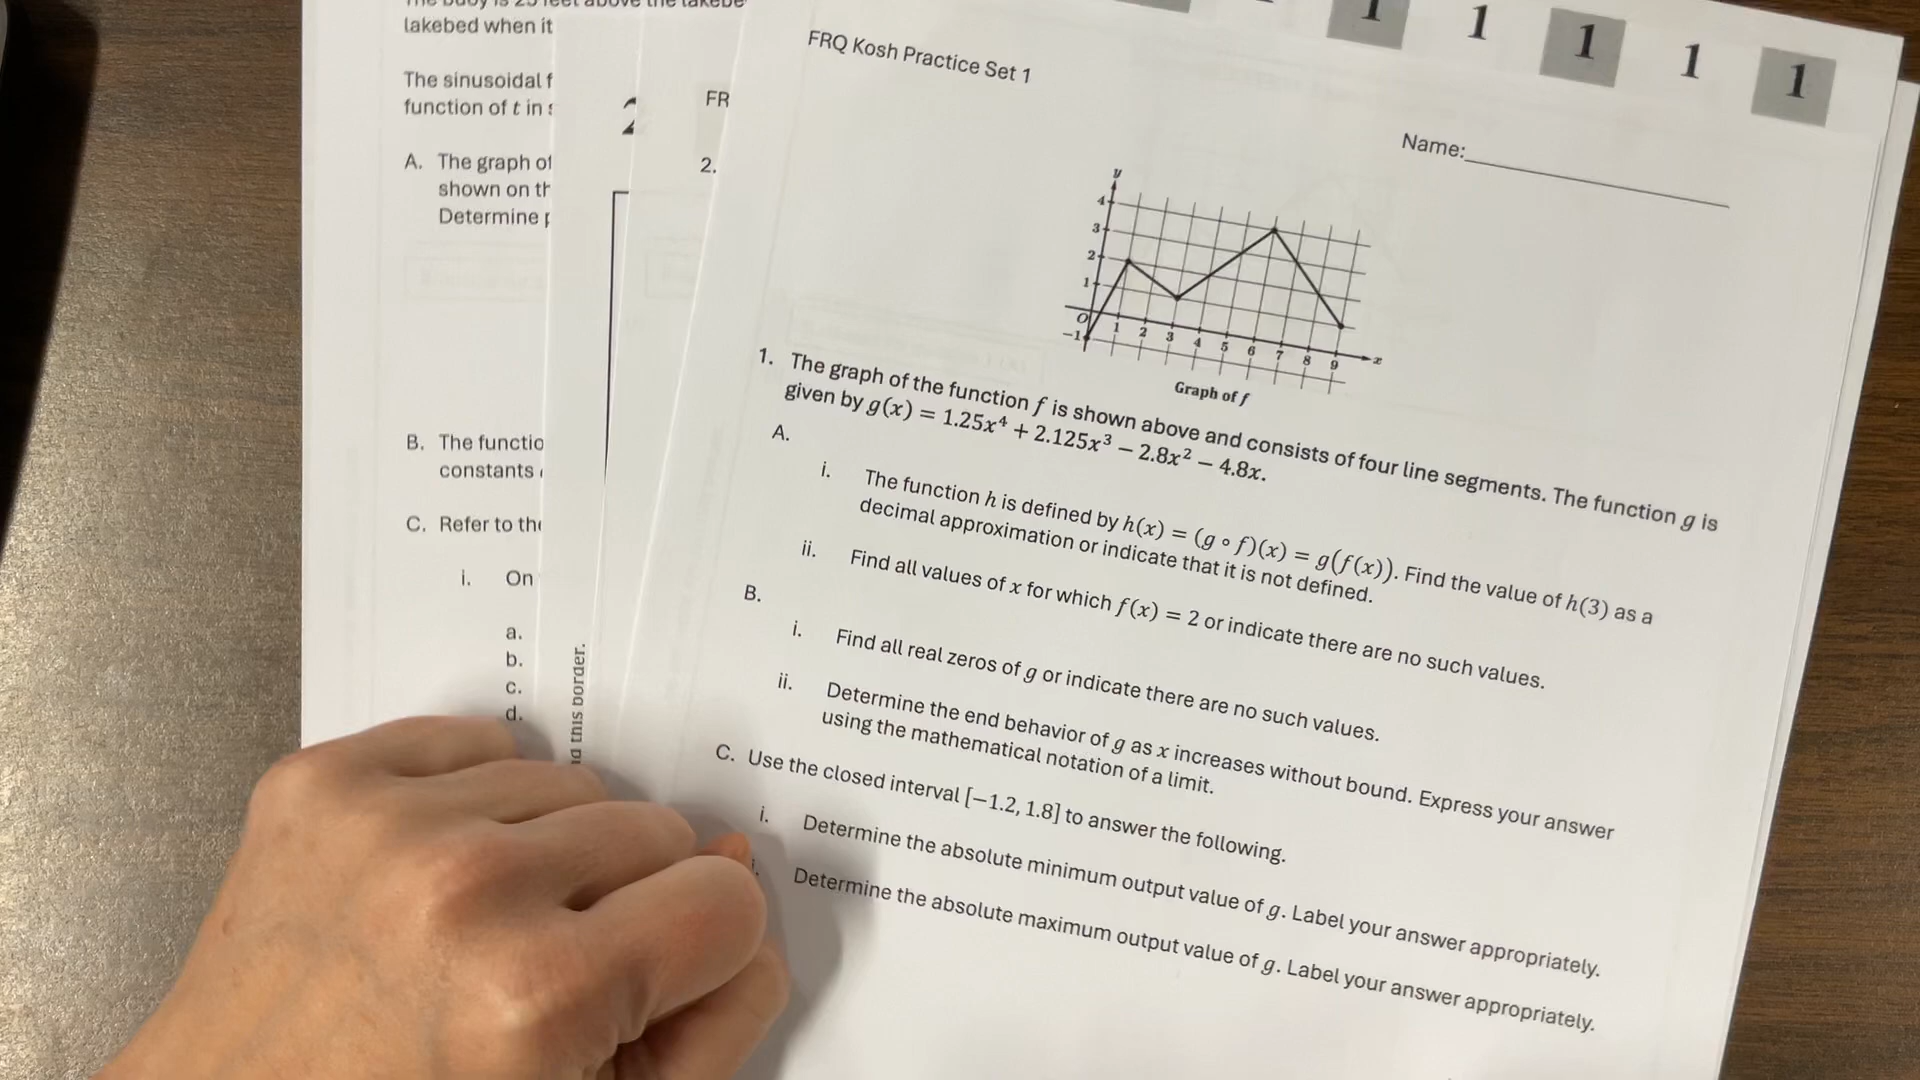 lakebed when it
The sinusoidal f
function of t in
A. The graph of
shown on th
Determine
B. The functio
constants
C. Refer to the
i. On
a.
b.
c.
d.
2
FR
2.
this border.
1 1 1 1 1
FRQ Kosh Practice Set 1
Name:
y
4
3
2
1
O
-1
1 2 3 4 5 6 7 8 9 x
Graph of f
1. The graph of the function f is shown above and consists of four line segments. The function g is
given by g(x) = 1.25x⁴ + 2.125x³ − 2.8x² − 4.8x.
A.
i. The function h is defined by h(x) = (g ∘ f)(x) = g(f(x)). Find the value of h(3) as a
decimal approximation or indicate that it is not defined.
ii. Find all values of x for which f(x) = 2 or indicate there are no such values.
B.
i. Find all real zeros of g or indicate there are no such values.
ii. Determine the end behavior of g as x increases without bound. Express your answer
using the mathematical notation of a limit.
C. Use the closed interval [−1.2, 1.8] to answer the following.
i. Determine the absolute minimum output value of g. Label your answer appropriately.
i. Determine the absolute maximum output value of g. Label your answer appropriately.